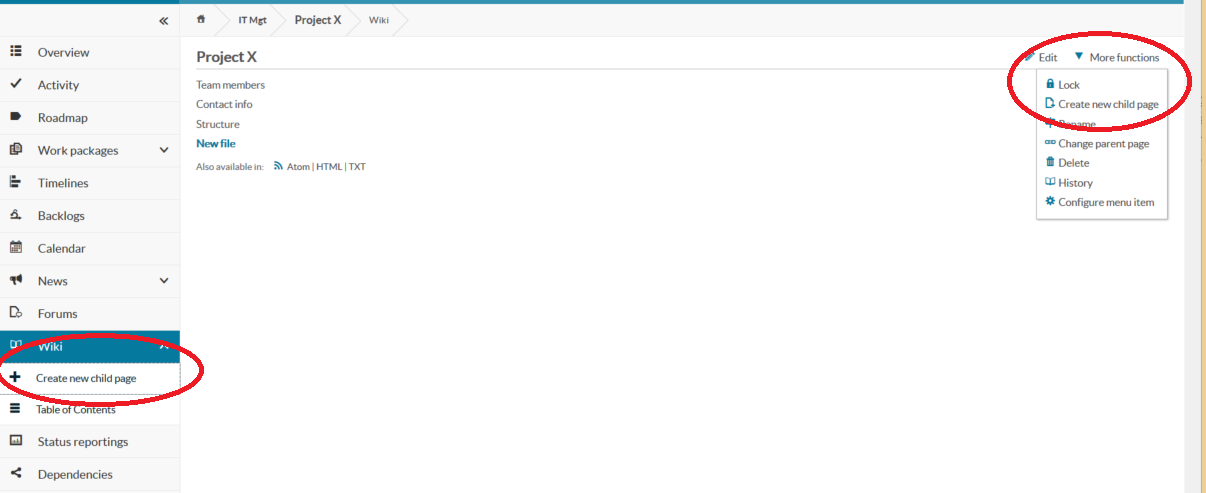 «
IT Mgt Project X Wiki
Overview
Activity
Roadmap
Work packages
Timelines
Backlogs
Calendar
News
Forums
Wiki
Create new child page
Table of Contents
Status reportings
Dependencies
Project X
Edit More functions
Team members
Contact info
Structure
New file
Also available in: Atom | HTML | TXT
Lock
Create new child page
Rename
Change parent page
Delete
History
Configure menu item